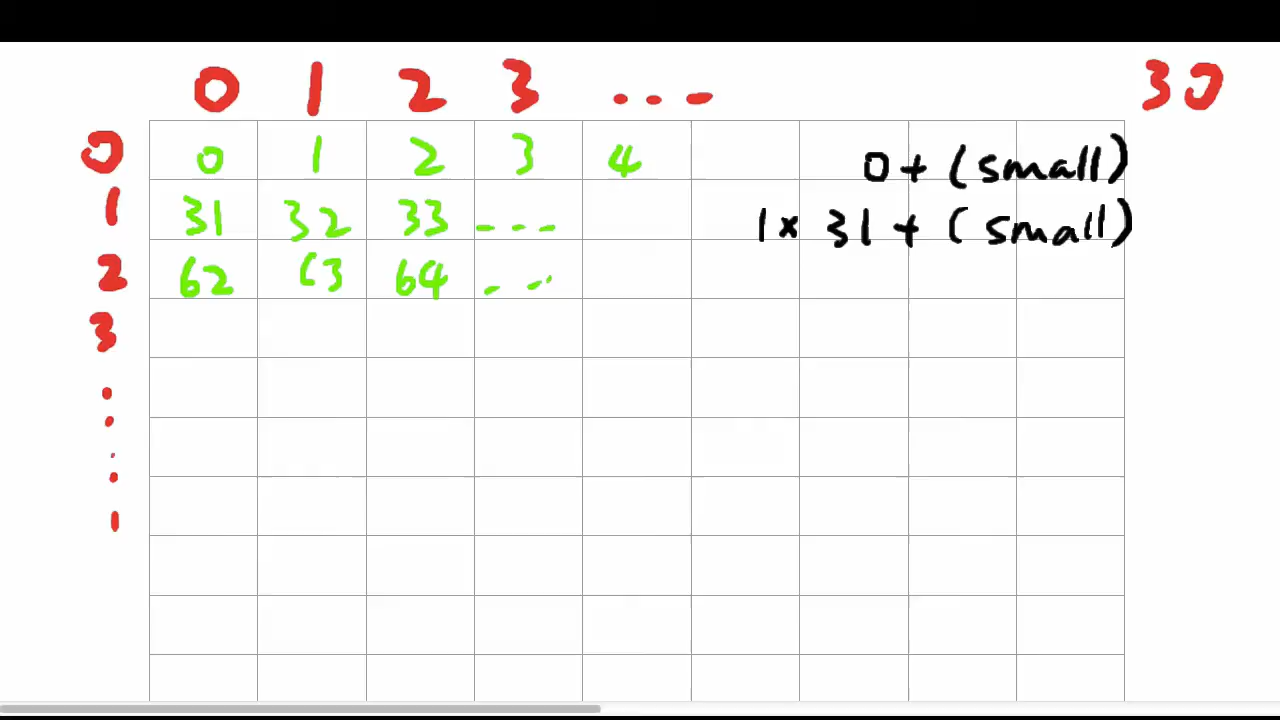 0 1 2 3 ... 30
0 0 1 2 3 4 0 + (small)
1 31 32 33 --- 1 × 31 + (small)
2 62 63 64 ...
3